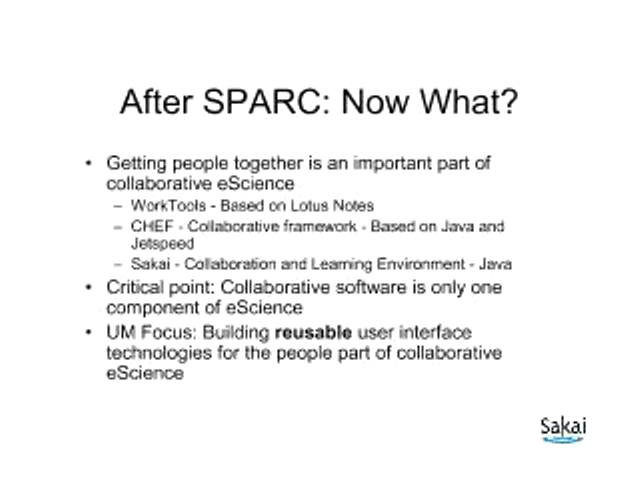 After SPARC: Now What?
• Getting people together is an important part of
collaborative eScience
– WorkTools - Based on Lotus Notes
– CHEF - Collaborative framework - Based on Java and
Jetspeed
– Sakai - Collaboration and Learning Environment - Java
• Critical point: Collaborative software is only one
component of eScience
• UM Focus: Building reusable user interface
technologies for the people part of collaborative
eScience
Sakai